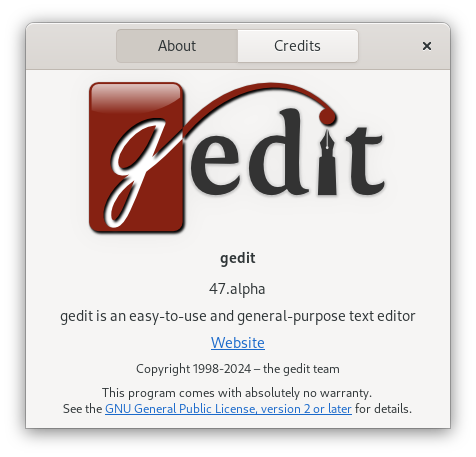 About Credits
gedit
gedit
47.alpha
gedit is an easy-to-use and general-purpose text editor
Website
Copyright 1998-2024 – the gedit team
This program comes with absolutely no warranty.
See the GNU General Public License, version 2 or later for details.